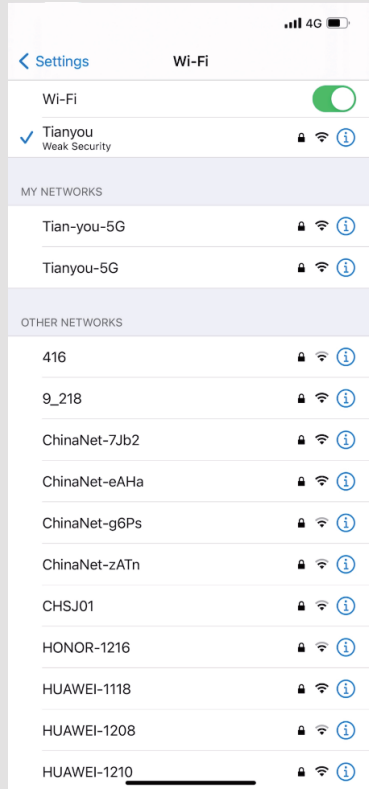 4G
Settings Wi-Fi
Wi-Fi
Tianyou
Weak Security
MY NETWORKS
Tian-you-5G
Tianyou-5G
OTHER NETWORKS
416
9_218
ChinaNet-7Jb2
ChinaNet-eAHa
ChinaNet-g6Ps
ChinaNet-zATn
CHSJ01
HONOR-1216
HUAWEI-1118
HUAWEI-1208
HUAWEI-1210